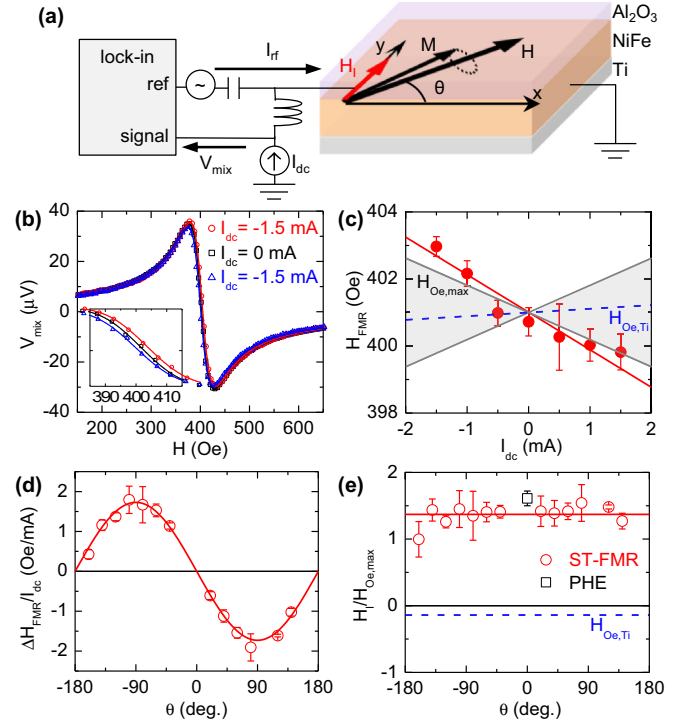 (a)
lock-in
ref
signal
~
I_rf
V_mix
I_dc
H_I
y
M
H
θ
x
Al2O3
NiFe
Ti
(b)
40
20
0
-20
-40
V_mix (μV)
I_dc= -1.5 mA
I_dc= 0 mA
I_dc= -1.5 mA
390 400 410
200 300 400 500 600
H (Oe)
(c)
404
402
400
398
H_FMR (Oe)
H_Oe,max
H_Oe,Ti
-2 -1 0 1 2
I_dc (mA)
(d)
2
1
0
-1
-2
ΔH_FMR/I_dc (Oe/mA)
-180 -90 0 90 180
θ (deg.)
(e)
2
1
0
-1
H_I/H_Oe,max
ST-FMR
PHE
H_Oe,Ti
-180 -90 0 90 180
θ (deg.)